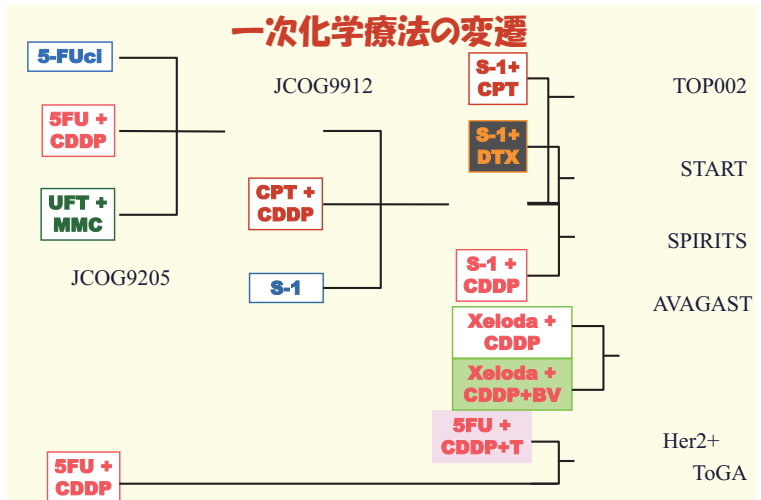 一次化学療法の変遷
5-FUci
5FU +
CDDP
UFT +
MMC
JCOG9205
JCOG9912
CPT +
CDDP
S-1
S-1+
CPT
S-1+
DTX
S-1 +
CDDP
TOP002
START
SPIRITS
AVAGAST
Xeloda +
CDDP
Xeloda +
CDDP+BV
5FU +
CDDP+T
5FU +
CDDP
Her2+
ToGA